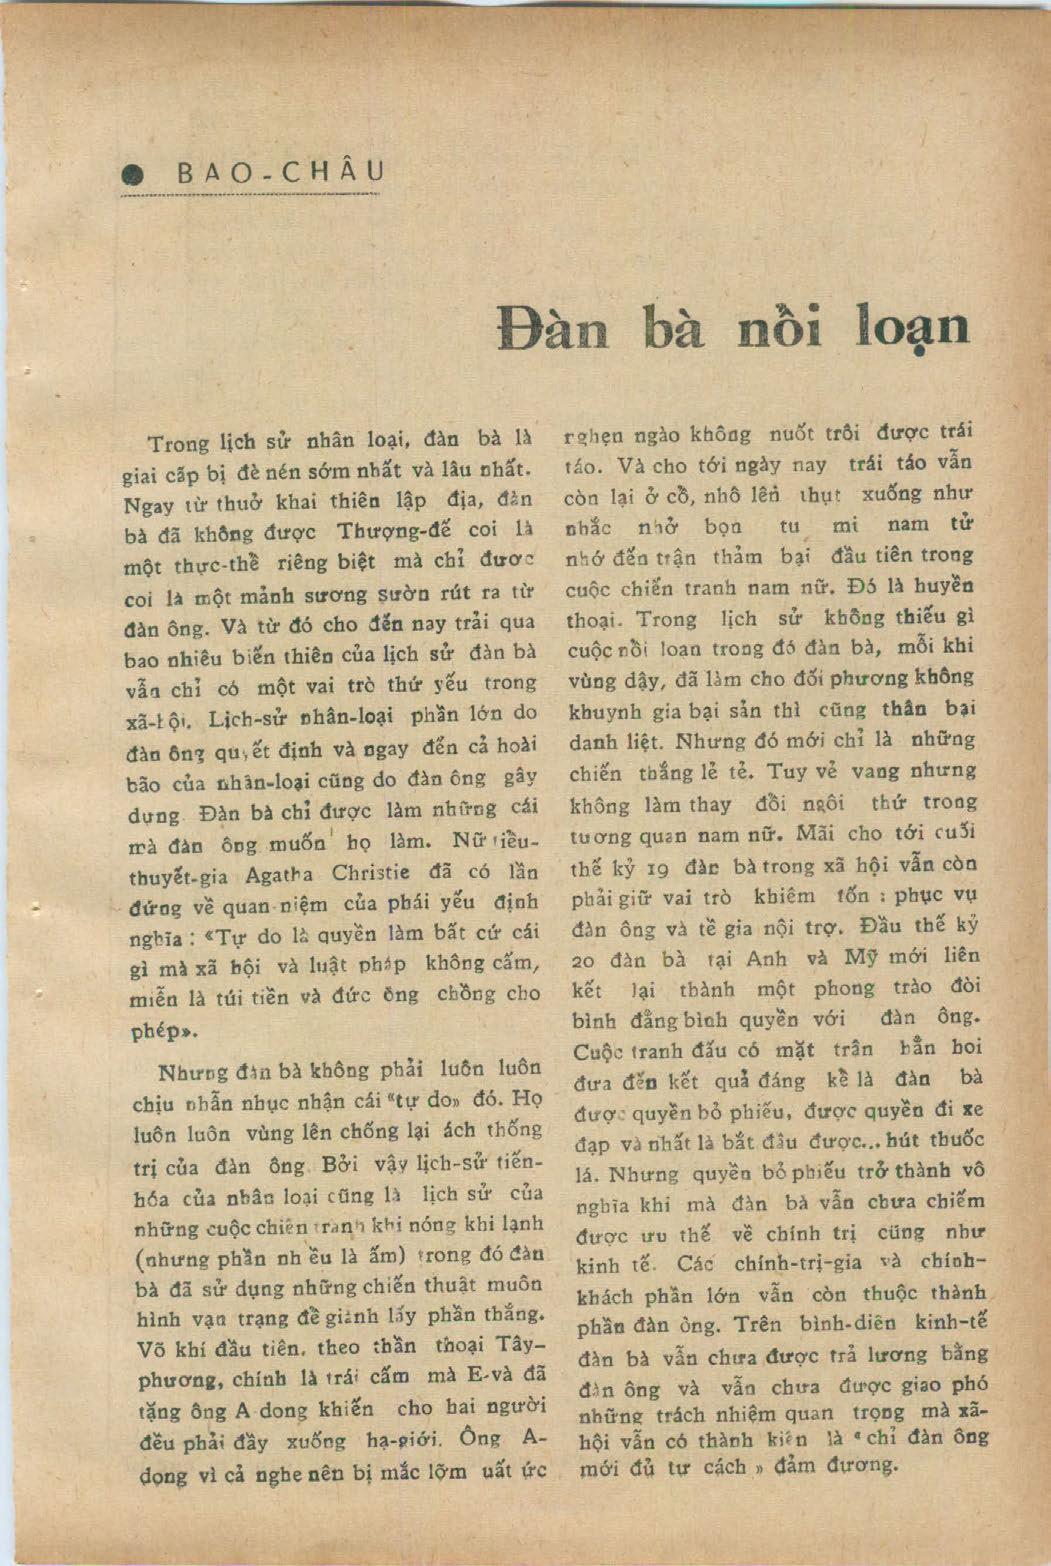 ● BAO-CHÂU
Đàn bà nổi loạn
Trong lịch sử nhân loại, đàn bà là
giai cấp bị đè nén sớm nhất và lâu nhất.
Ngay từ thuở khai thiên lập địa, đàn
bà đã không được Thượng-đế coi là
một thực-thể riêng biệt mà chỉ được
coi là một mảnh sương sườn rút ra từ
đàn ông. Và từ đó cho đến nay trải qua
bao nhiêu biến thiên của lịch sử đàn bà
vẫn chỉ có một vai trò thứ yếu trong
xã-hội. Lịch-sử nhân-loại phần lớn do
đàn ông quyết định và ngay đến cả hoài
bão của nhân-loại cũng do đàn ông gây
dựng. Đàn bà chỉ được làm những cái
mà đàn ông muốn họ làm. Nữ tiều-
thuyết-gia Agatha Christie đã có lần
đứng về quan niệm của phái yếu định
nghĩa : «Tự do là quyền làm bất cứ cái
gì mà xã hội và luật pháp không cấm,
miễn là túi tiền và đức ông chồng cho
phép».
Nhưng đàn bà không phải luôn luôn
chịu nhẫn nhục nhận cái “tự do» đó. Họ
luôn luôn vùng lên chống lại ách thống
trị của đàn ông. Bởi vậy lịch-sử tiến-
hóa của nhân loại cũng là lịch sử của
những cuộc chiến tranh khi nóng khi lạnh
(nhưng phần nhiều là ấm) trong đó đàn
bà đã sử dụng những chiến thuật muôn
hình vạn trạng để giành lấy phần thắng.
Võ khí đầu tiên, theo thần thoại Tây-
phương, chính là trái cấm mà E-và đã
tặng ông A dong khiến cho hai người
đều phải đầy xuống hạ-giới. Ông A-
dong vì cả nghe nên bị mắc lỡm uất ức
nghẹn ngào không nuốt trôi được trái
táo. Và cho tới ngày nay trái táo vẫn
còn lại ở cổ, nhô lên thụt xuống như
nhắc nhở bọn tu mi nam tử
nhớ đến trận thảm bại đầu tiên trong
cuộc chiến tranh nam nữ. Đó là huyền
thoại. Trong lịch sử không thiếu gì
cuộc nổi loạn trong đó đàn bà, mỗi khi
vùng dậy, đã làm cho đối phương không
khuynh gia bại sản thì cũng thân bại
danh liệt. Nhưng đó mới chỉ là những
chiến thắng lẻ tẻ. Tuy vẻ vang nhưng
không làm thay đổi ngôi thứ trong
tương quan nam nữ. Mãi cho tới cuối
thế kỷ 19 đàn bà trong xã hội vẫn còn
phải giữ vai trò khiêm tốn : phục vụ
đàn ông và tề gia nội trợ. Đầu thế kỷ
20 đàn bà tại Anh và Mỹ mới liên
kết lại thành một phong trào đòi
bình đẳng bình quyền với đàn ông.
Cuộc tranh đấu có mặt trân hẳn hoi
đưa đến kết quả đáng kể là đàn bà
được quyền bỏ phiếu, được quyền đi xe
đạp và nhất là bắt đầu được... hút thuốc
lá. Nhưng quyền bỏ phiếu trở thành vô
nghĩa khi mà đàn bà vẫn chưa chiếm
được ưu thế về chính trị cũng như
kinh tế. Các chính-trị-gia và chính-
khách phần lớn vẫn còn thuộc thành
phần đàn ông. Trên bình-diện kinh-tế
đàn bà vẫn chưa được trả lương bằng
đàn ông và vẫn chưa được giao phó
những trách nhiệm quan trọng mà xã-
hội vẫn có thành kiến là “ chỉ đàn ông
mới đủ tư cách » đảm đương.